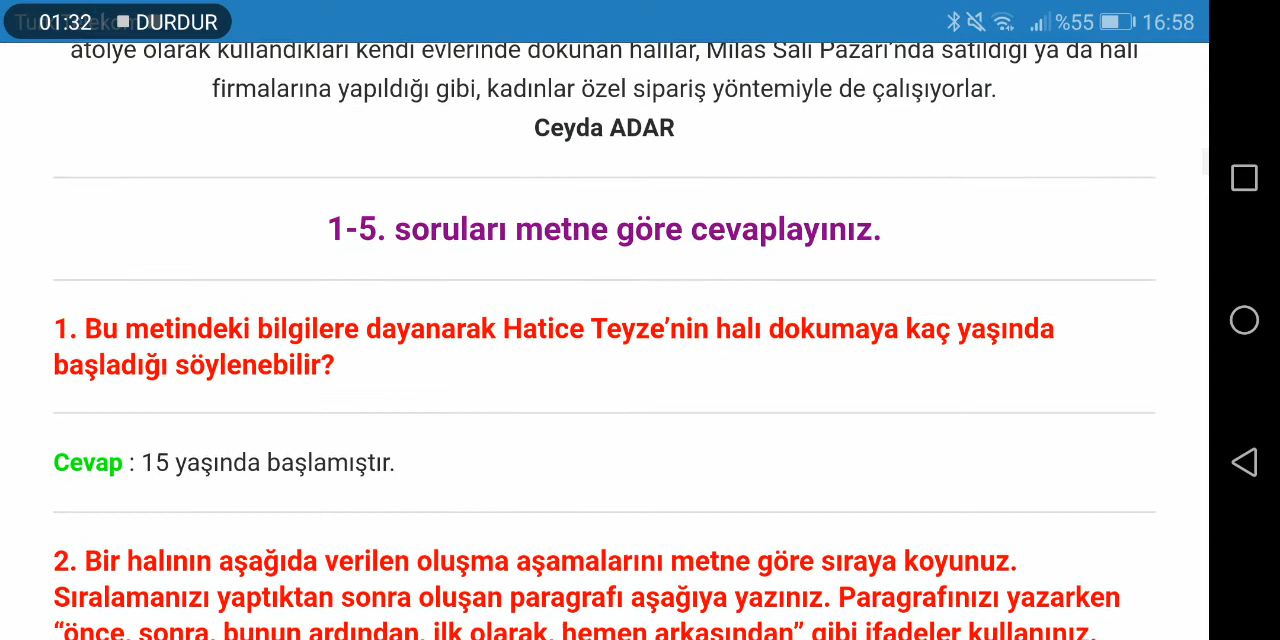 01:32 DURDUR %55 16:58
atölye olarak kullandıkları kendi evlerinde dokunan halılar, Milas Salı Pazarı'nda satıldığı ya da halı
firmalarına yapıldığı gibi, kadınlar özel sipariş yöntemiyle de çalışıyorlar.
Ceyda ADAR
1-5. soruları metne göre cevaplayınız.
1. Bu metindeki bilgilere dayanarak Hatice Teyze’nin halı dokumaya kaç yaşında
başladığı söylenebilir?
Cevap : 15 yaşında başlamıştır.
2. Bir halının aşağıda verilen oluşma aşamalarını metne göre sıraya koyunuz.
Sıralamanızı yaptıktan sonra oluşan paragrafı aşağıya yazınız. Paragrafınızı yazarken
“önce, sonra, bunun ardından, ilk olarak, hemen arkasından” gibi ifadeler kullanınız.